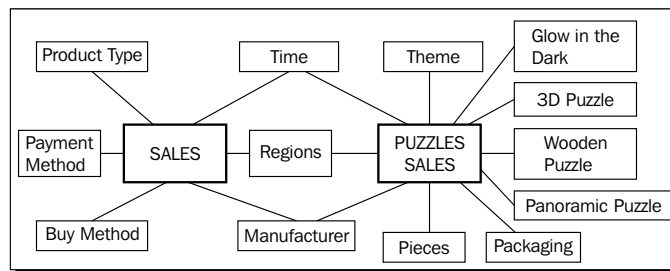 Product Type
Time
Theme
Glow in the
Dark
3D Puzzle
Payment
Method
SALES
Regions
PUZZLES
SALES
Wooden
Puzzle
Panoramic Puzzle
Buy Method
Manufacturer
Pieces
Packaging